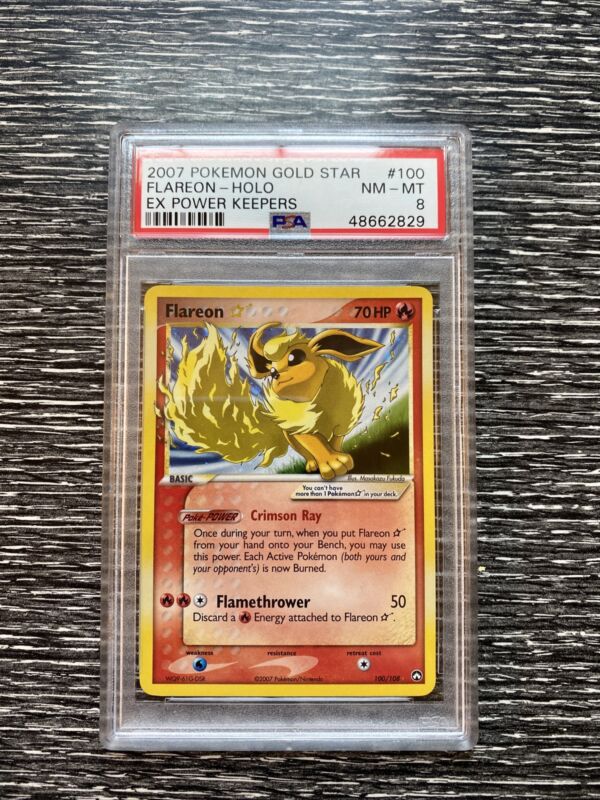 2007 POKEMON GOLD STAR #100
FLAREON - HOLO NM - MT
EX POWER KEEPERS 8
PSA 48662829
Flareon 70 HP
BASIC
Illus. Masakazu Fukuda
You can't have
more than 1 Pokémon in your deck.
Poké-POWER Crimson Ray
Once during your turn, when you put Flareon
from your hand onto your Bench, you may use
this power. Each Active Pokémon (both yours and
your opponent's) is now Burned.
Flamethrower 50
Discard a Energy attached to Flareon .
weakness resistance retreat cost
©2007 Pokémon/Nintendo 100/108